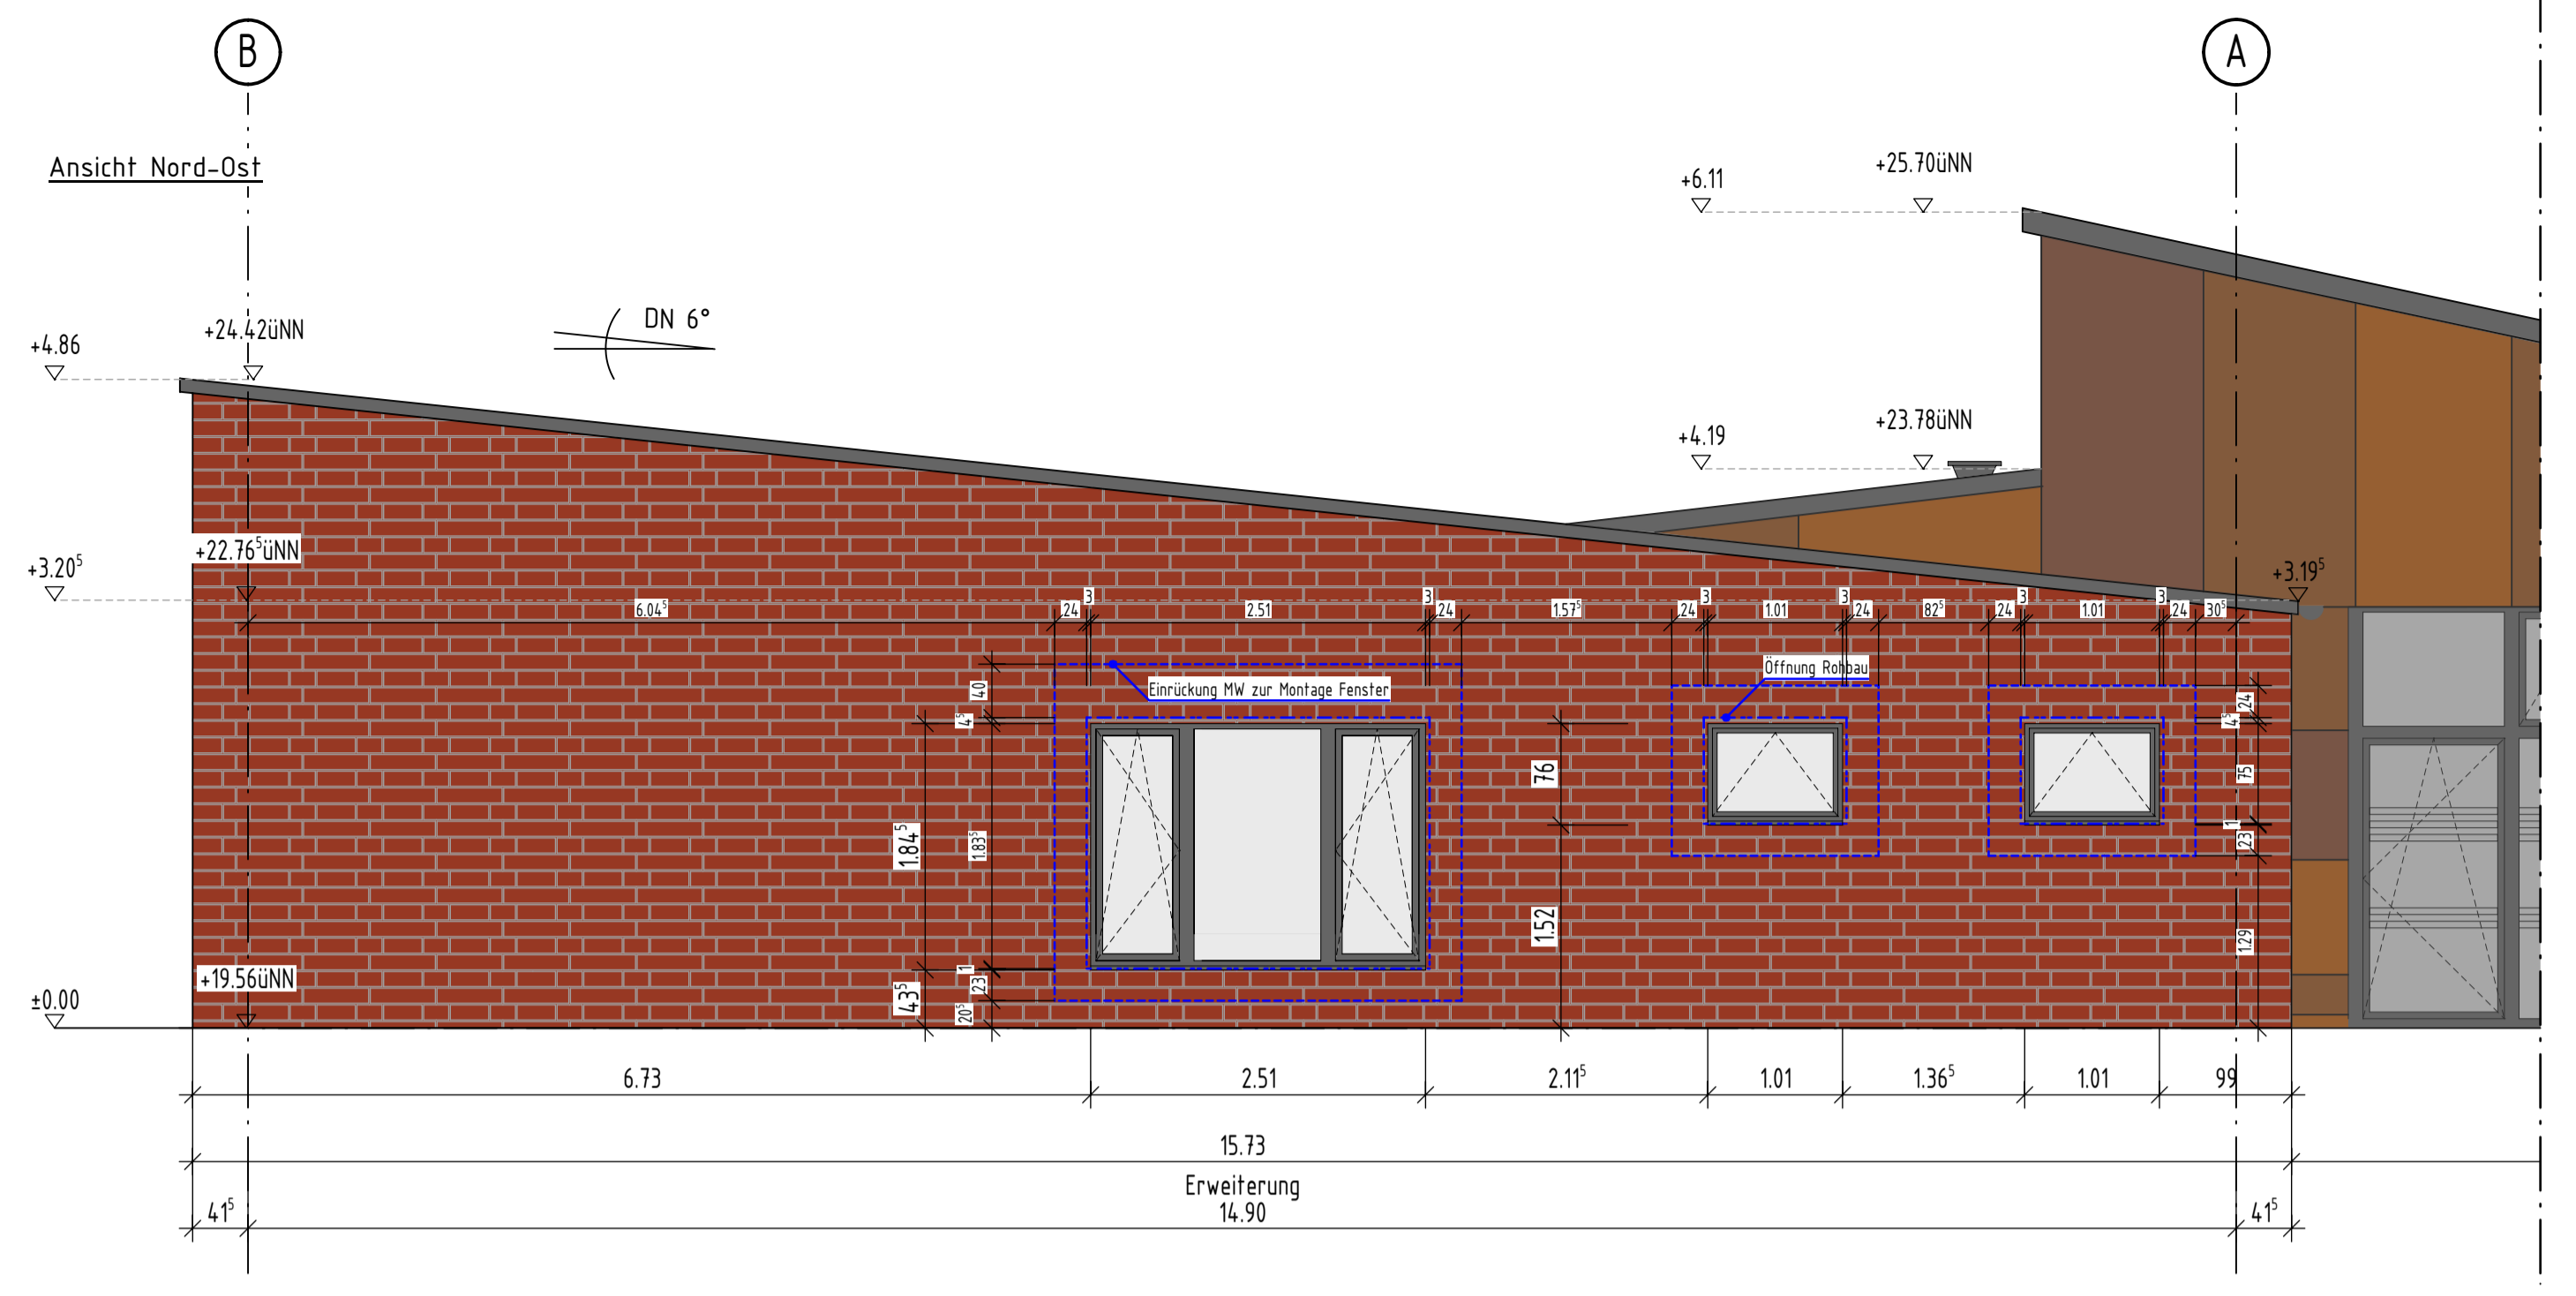 B
A
Ansicht Nord-Ost
+25.70üNN
+6.11
DN 6°
+24.42üNN
+4.86
+23.78üNN
+4.19
+22.76⁵üNN
+3.20⁵
+3.19⁵
3 3 3 3 3 3
6.04⁵ 24 2.51 24 1.57⁵ 24 1.01 24 82⁵ 24 1.01 24 30⁵
Öffnung Rohbau
Einrückung MW zur Montage Fenster
40
24
4⁵
4⁵
76
75
1.84⁵
1.83⁵
1
23
1.52
1.29
1
23
43⁵
20⁵
+19.56üNN
±0.00
6.73 2.51 2.11⁵ 1.01 1.36⁵ 1.01 99
15.73
Erweiterung
41⁵ 14.90 41⁵